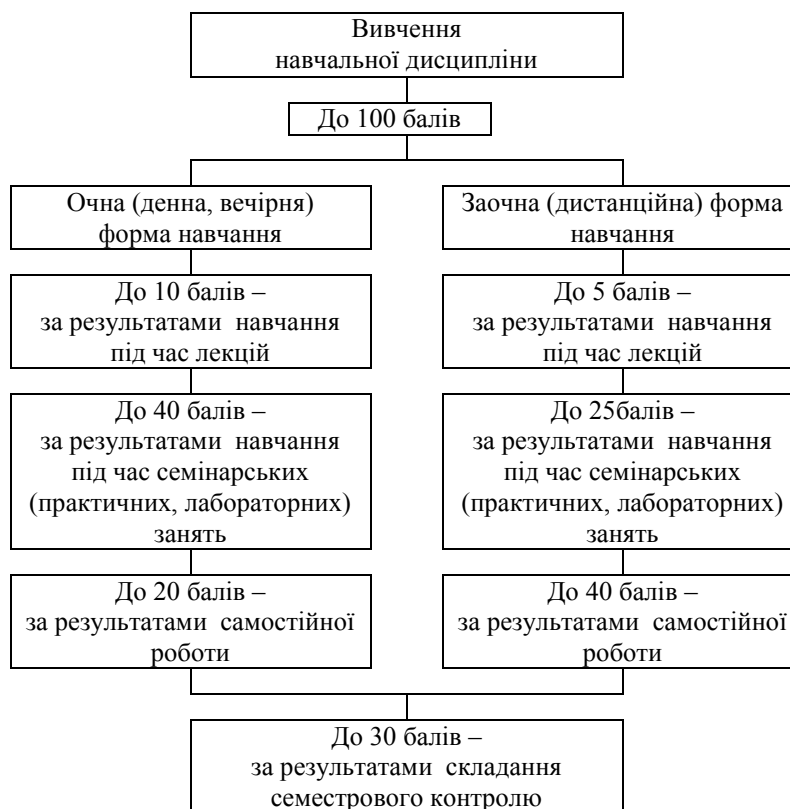 Вивчення
навчальної дисципліни
До 100 балів
Очна (денна, вечірня)
форма навчання
Заочна (дистанційна) форма
навчання
До 10 балів –
за результатами навчання
під час лекцій
До 5 балів –
за результатами навчання
під час лекцій
До 40 балів –
за результатами навчання
під час семінарських
(практичних, лабораторних)
занять
До 25балів –
за результатами навчання
під час семінарських
(практичних, лабораторних)
занять
До 20 балів –
за результатами самостійної
роботи
До 40 балів –
за результатами самостійної
роботи
До 30 балів –
за результатами складання
семестрового контролю